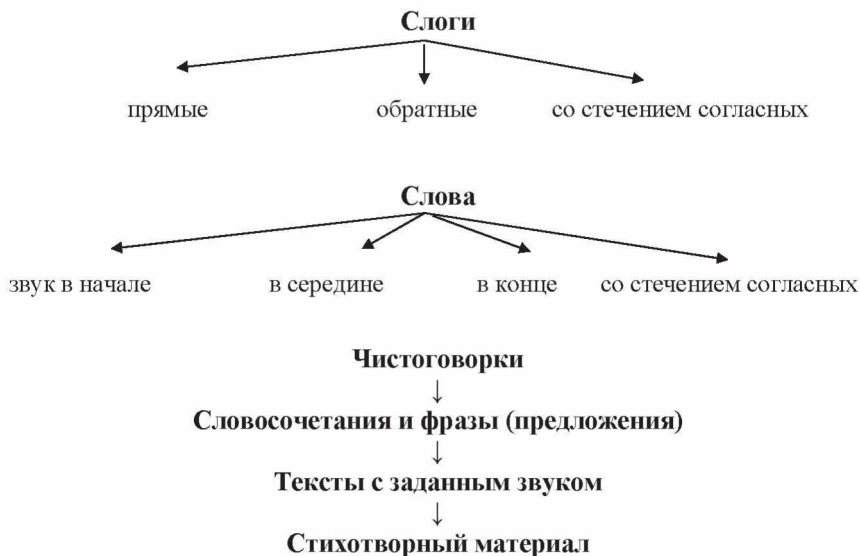 Слоги
прямые обратные со стечением согласных
Слова
звук в начале в середине в конце со стечением согласных
Чистоговорки
↓
Словосочетания и фразы (предложения)
↓
Тексты с заданным звуком
↓
Стихотворный материал